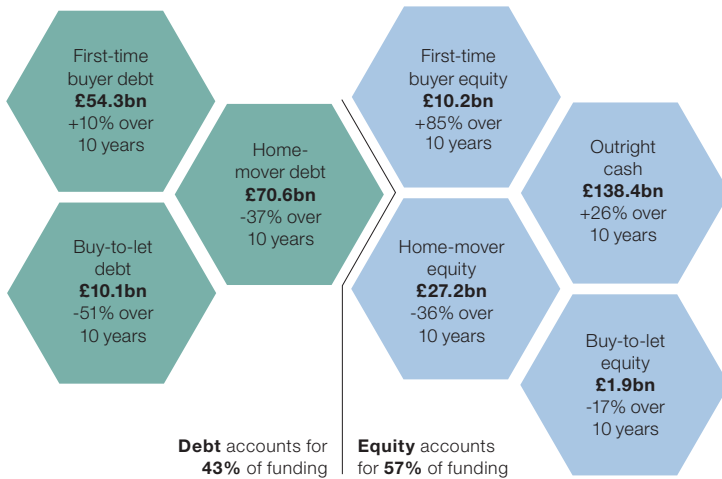 First-time
buyer debt
£54.3bn
+10% over
10 years
Home-
mover debt
£70.6bn
-37% over
10 years
Buy-to-let
debt
£10.1bn
-51% over
10 years
Debt accounts for
43% of funding
First-time
buyer equity
£10.2bn
+85% over
10 years
Outright
cash
£138.4bn
+26% over
10 years
Home-mover
equity
£27.2bn
-36% over
10 years
Buy-to-let
equity
£1.9bn
-17% over
10 years
Equity accounts
for 57% of funding